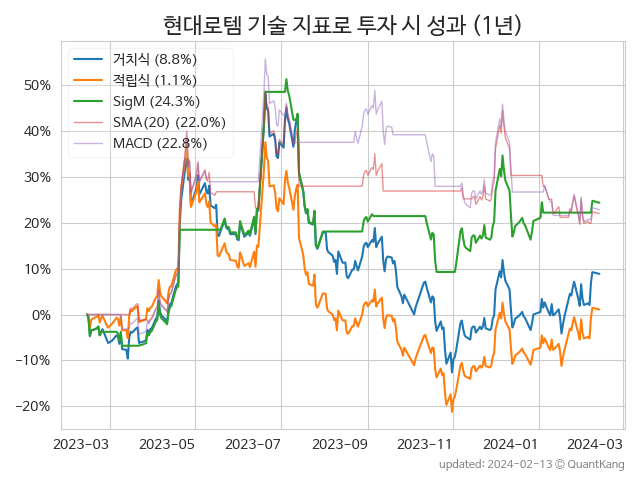 현대로템 기술 지표로 투자 시 성과 (1년)
거치식 (8.8%)
적립식 (1.1%)
SigM (24.3%)
SMA(20) (22.0%)
MACD (22.8%)
50%
40%
30%
20%
10%
0%
−10%
−20%
2023-03
2023-05
2023-07
2023-09
2023-11
2024-01
2024-03
updated: 2024-02-13 © QuantKang